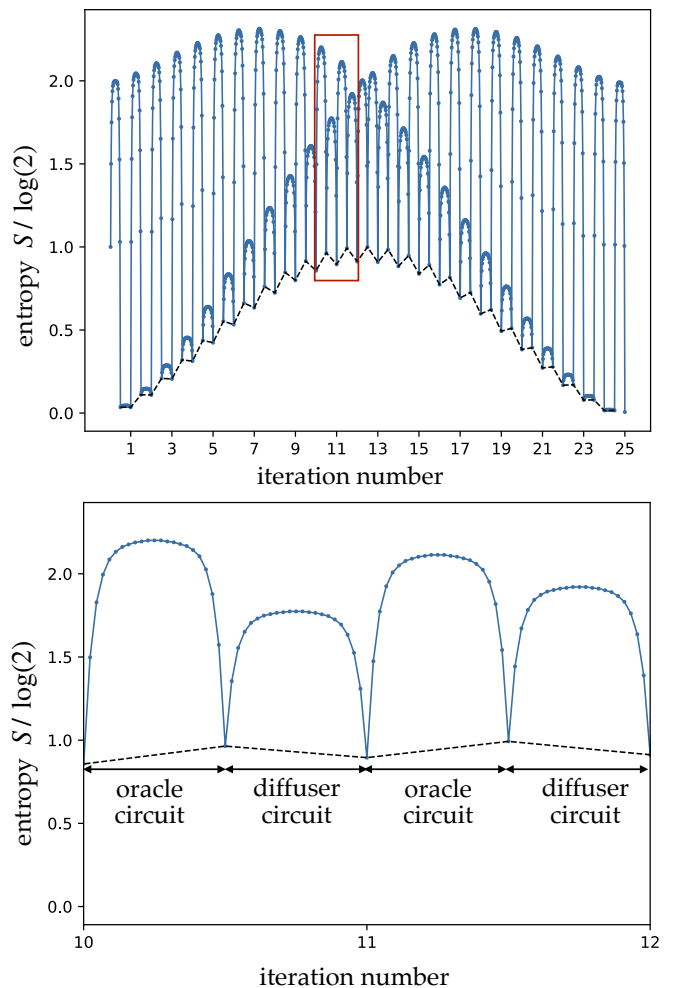 entropy S / log(2)
2.0
1.5
1.0
0.5
0.0
1 3 5 7 9 11 13 15 17 19 21 23 25
iteration number
entropy S / log(2)
2.0
1.5
1.0
0.5
0.0
oracle circuit
diffuser circuit
oracle circuit
diffuser circuit
10 11 12
iteration number